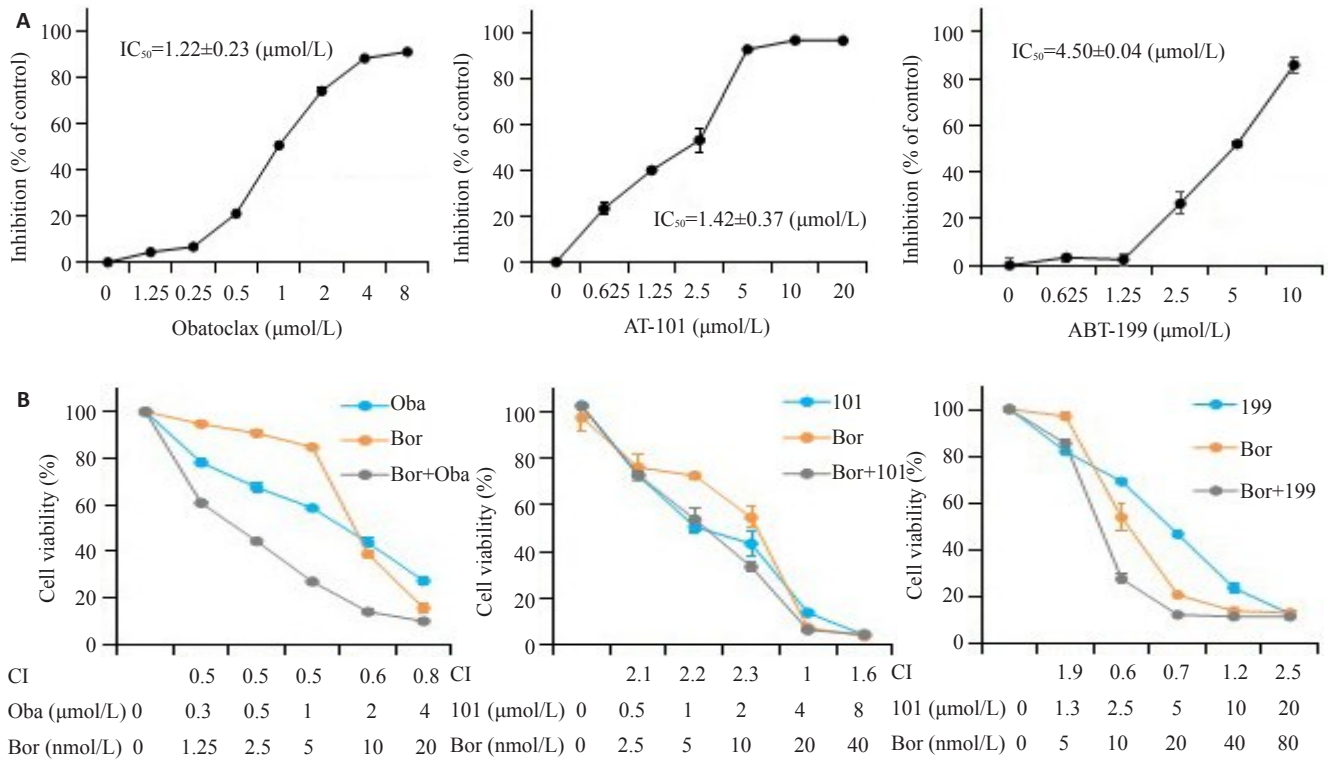 A
Inhibition (% of control)
100
80
60
40
20
0
IC₅₀=1.22±0.23 (μmol/L)
0 1.25 0.25 0.5 1 2 4 8
Obatoclax (μmol/L)
Inhibition (% of control)
100
80
60
40
20
0
IC₅₀=1.42±0.37 (μmol/L)
0 0.625 1.25 2.5 5 10 20
AT-101 (μmol/L)
Inhibition (% of control)
100
80
60
40
20
0
IC₅₀=4.50±0.04 (μmol/L)
0 0.625 1.25 2.5 5 10
ABT-199 (μmol/L)
B
Cell viability (%)
100
80
60
40
20
0
Oba
Bor
Bor+Oba
CI 0.5 0.5 0.5 0.6 0.8
Oba (μmol/L) 0 0.3 0.5 1 2 4
Bor (nmol/L) 0 1.25 2.5 5 10 20
Cell viability (%)
100
80
60
40
20
0
101
Bor
Bor+101
CI 2.1 2.2 2.3 1 1.6
101 (μmol/L) 0 0.5 1 2 4 8
Bor (nmol/L) 0 2.5 5 10 20 40
Cell viability (%)
100
80
60
40
20
0
199
Bor
Bor+199
CI 1.9 0.6 0.7 1.2 2.5
101 (μmol/L) 0 1.3 2.5 5 10 20
Bor (nmol/L) 0 5 10 20 40 80